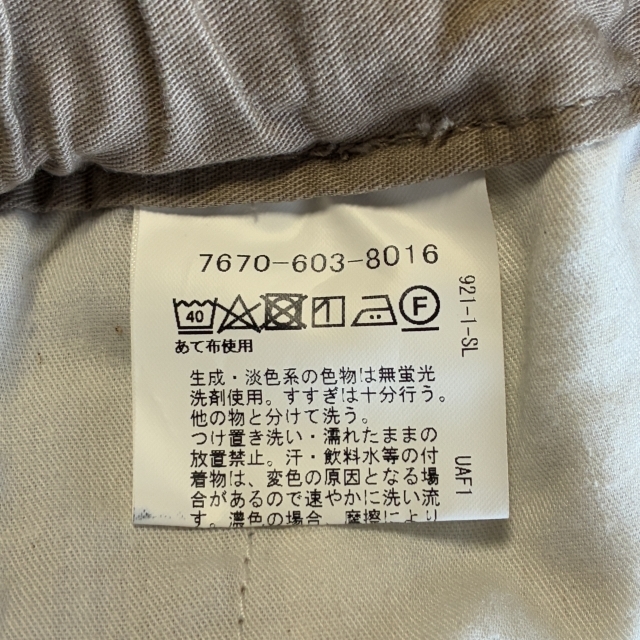 7670-603-8016
40
F
あて布使用
生成・淡色系の色物は無蛍光
洗剤使用。すすぎは十分行う。
他の物と分けて洗う。
つけ置き洗い・濡れたままの
放置禁止。汗・飲料水等の付
着物は、変色の原因となる場
合があるので速やかに洗い流
す。濃色の場合、摩擦により
921-1-SL
UAF1